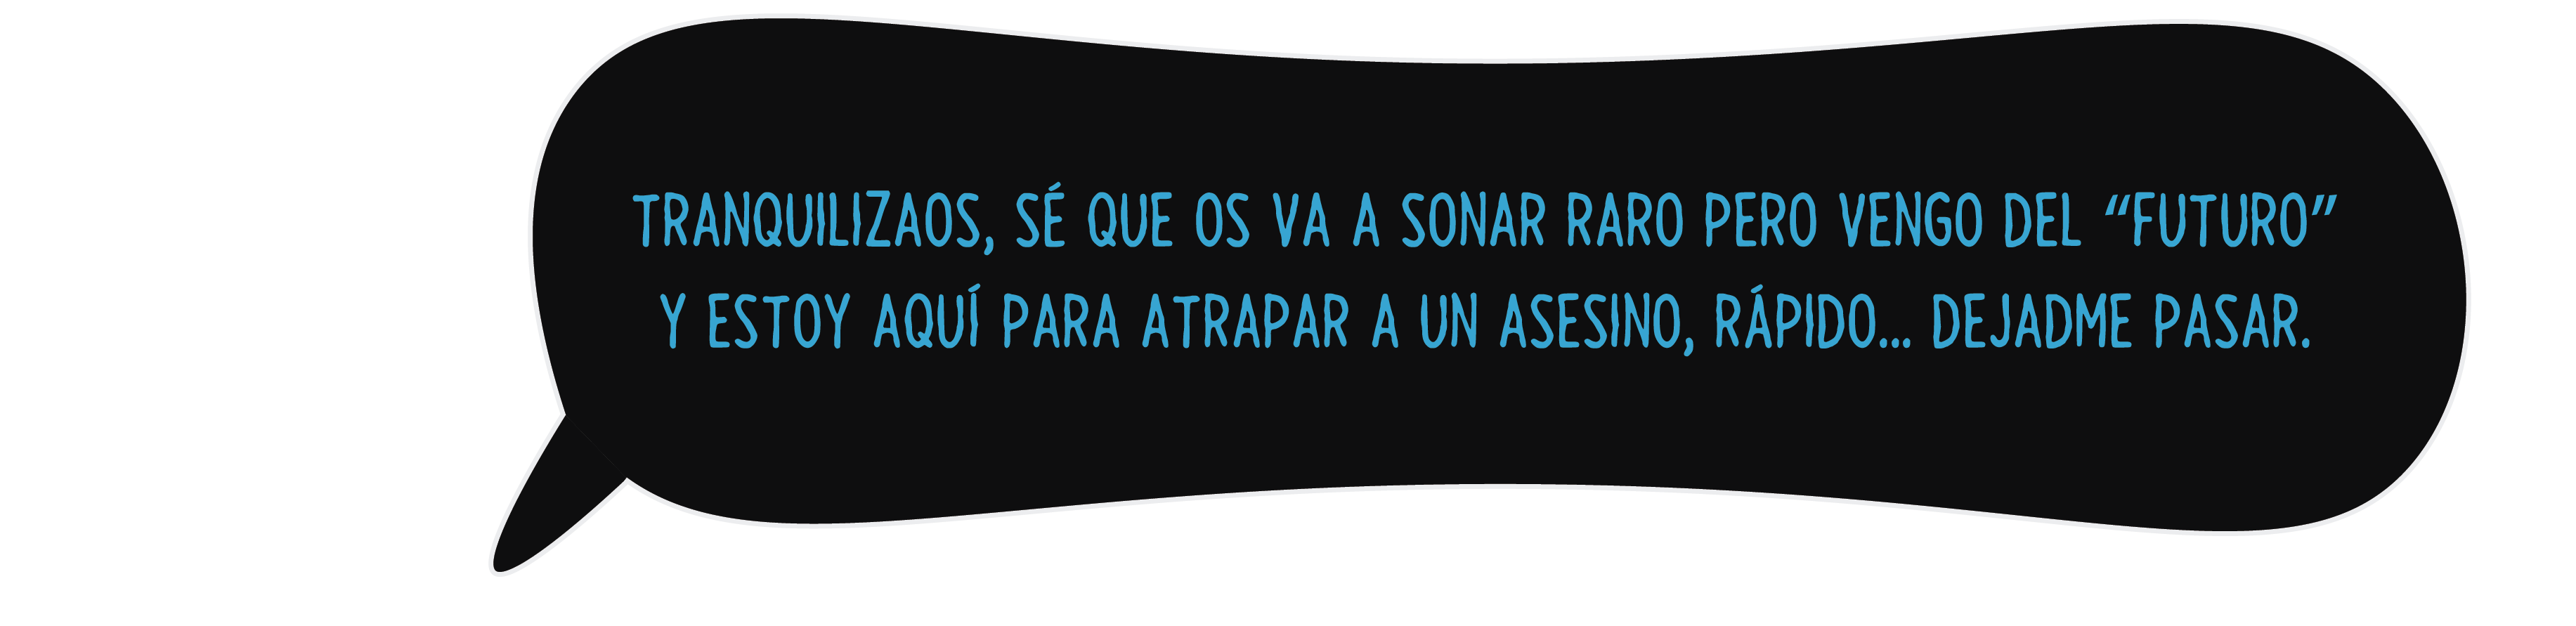 TRANQUILIZAOS, SÉ QUE OS VA A SONAR RARO PERO VENGO DEL “FUTURO”
Y ESTOY AQUÍ PARA ATRAPAR A UN ASESINO, RÁPIDO... DEJADME PASAR.